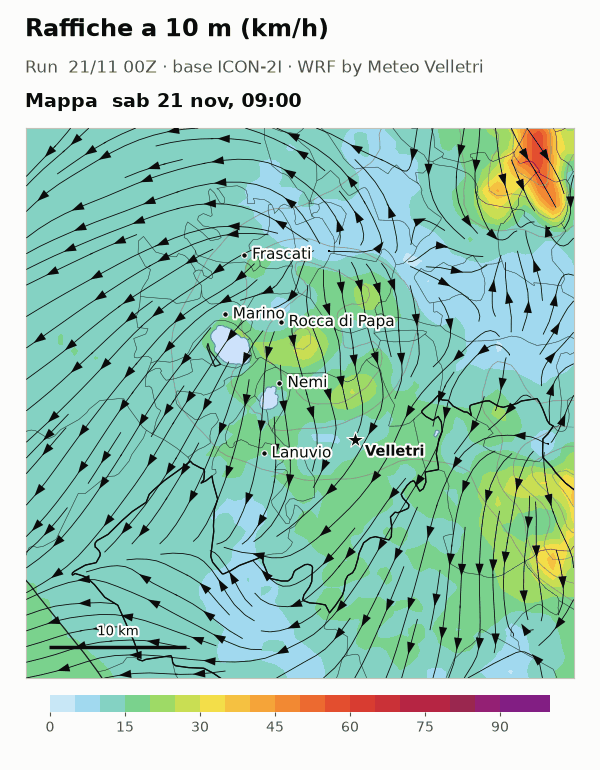 Raffiche a 10 m (km/h)
Run  21/11 00Z · base ICON-2I · WRF by Meteo Velletri
Mappa  sab 21 nov, 09:00
Frascati
Marino
Rocca di Papa
Nemi
Lanuvio
Velletri
10 km
0 15 30 45 60 75 90